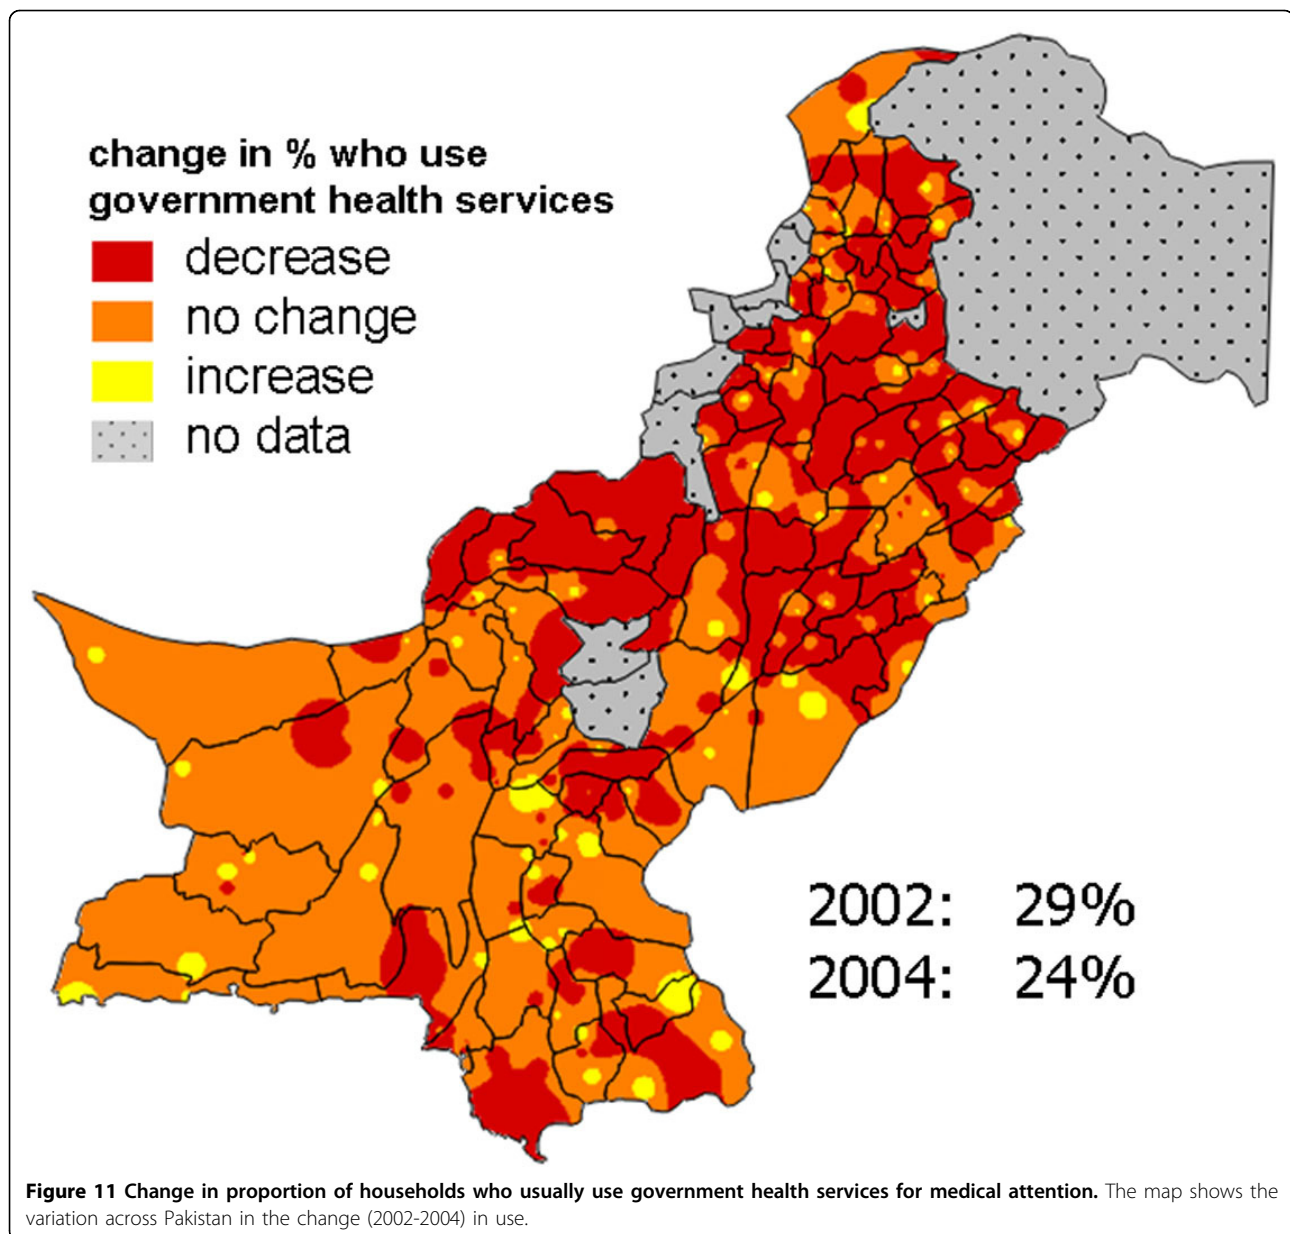 change in % who use
government health services
decrease
no change
increase
no data
2002: 29%
2004: 24%
Figure 11 Change in proportion of households who usually use government health services for medical attention. The map shows the
variation across Pakistan in the change (2002-2004) in use.